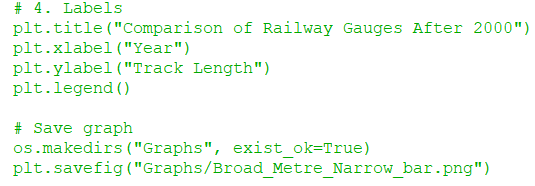 # 4. Labels
plt.title("Comparison of Railway Gauges After 2000")
plt.xlabel("Year")
plt.ylabel("Track Length")
plt.legend()
# Save graph
os.makedirs("Graphs", exist_ok=True)
plt.savefig("Graphs/Broad_Metre_Narrow_bar.png")